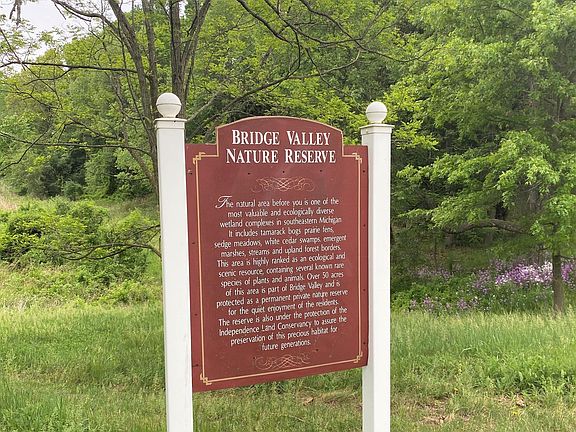 BRIDGE VALLEY
NATURE RESERVE
The natural area before you is one of the
most valuable and ecologically diverse
wetland complexes in southeastern Michigan.
It includes tamarack bogs, prairie fens,
sedge meadows, white cedar swamps, emergent
marshes, streams and upland forest borders.
This area is highly ranked as an ecological and
scenic resource, containing several known rare
species of plants and animals. Over 50 acres
of this area is part of Bridge Valley and is
protected as a permanent private nature reserve
for the quiet enjoyment of the residents.
The reserve is also under the protection of the
Independence Land Conservancy to assure the
preservation of this precious habitat for
future generations.